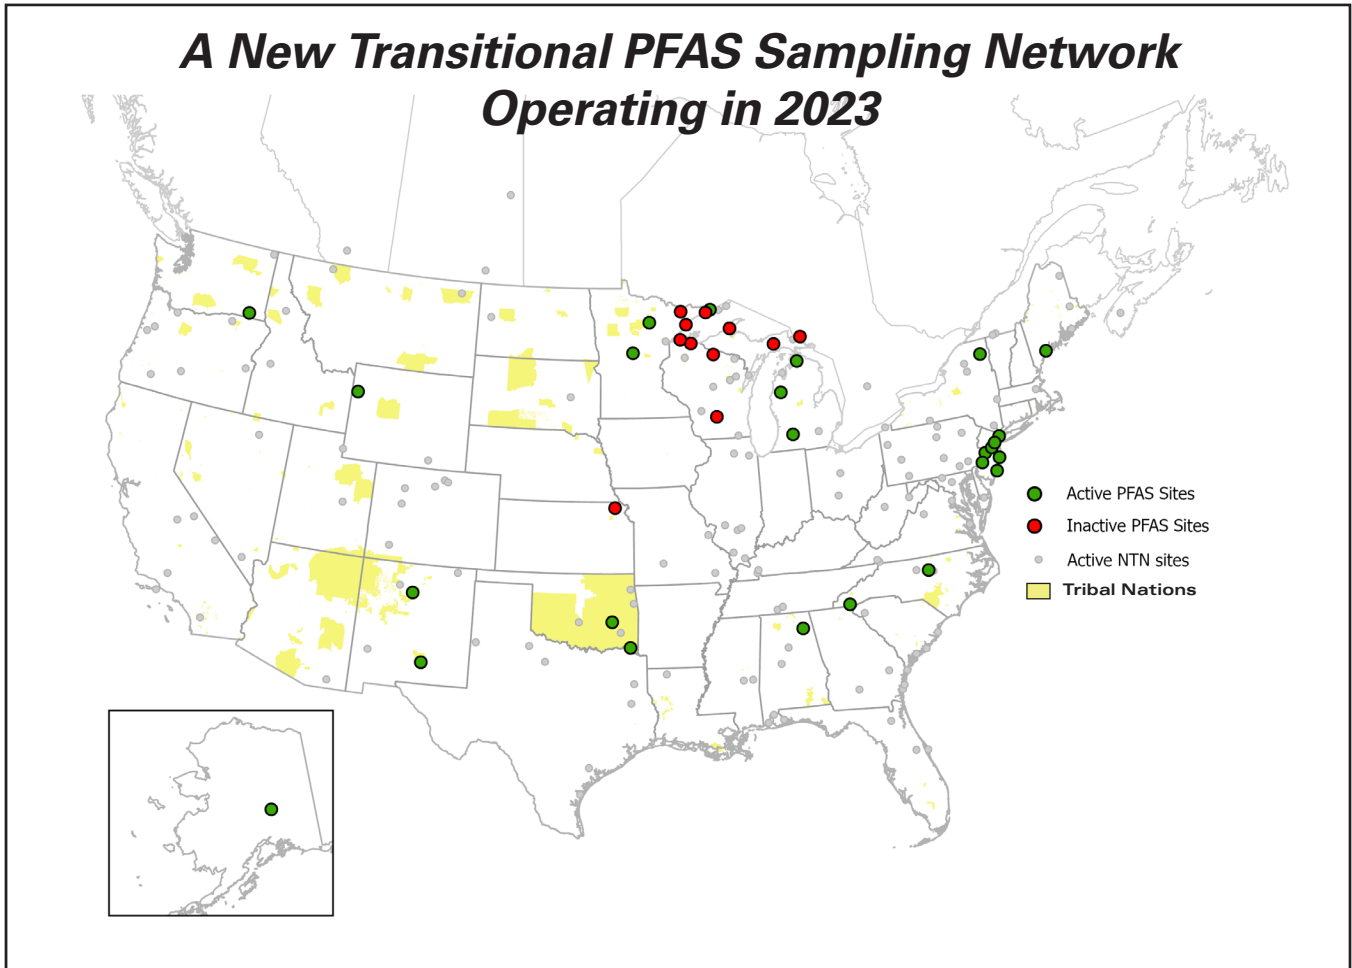 A New Transitional PFAS Sampling Network
Operating in 2023
Active PFAS Sites
Inactive PFAS Sites
Active NTN sites
Tribal Nations